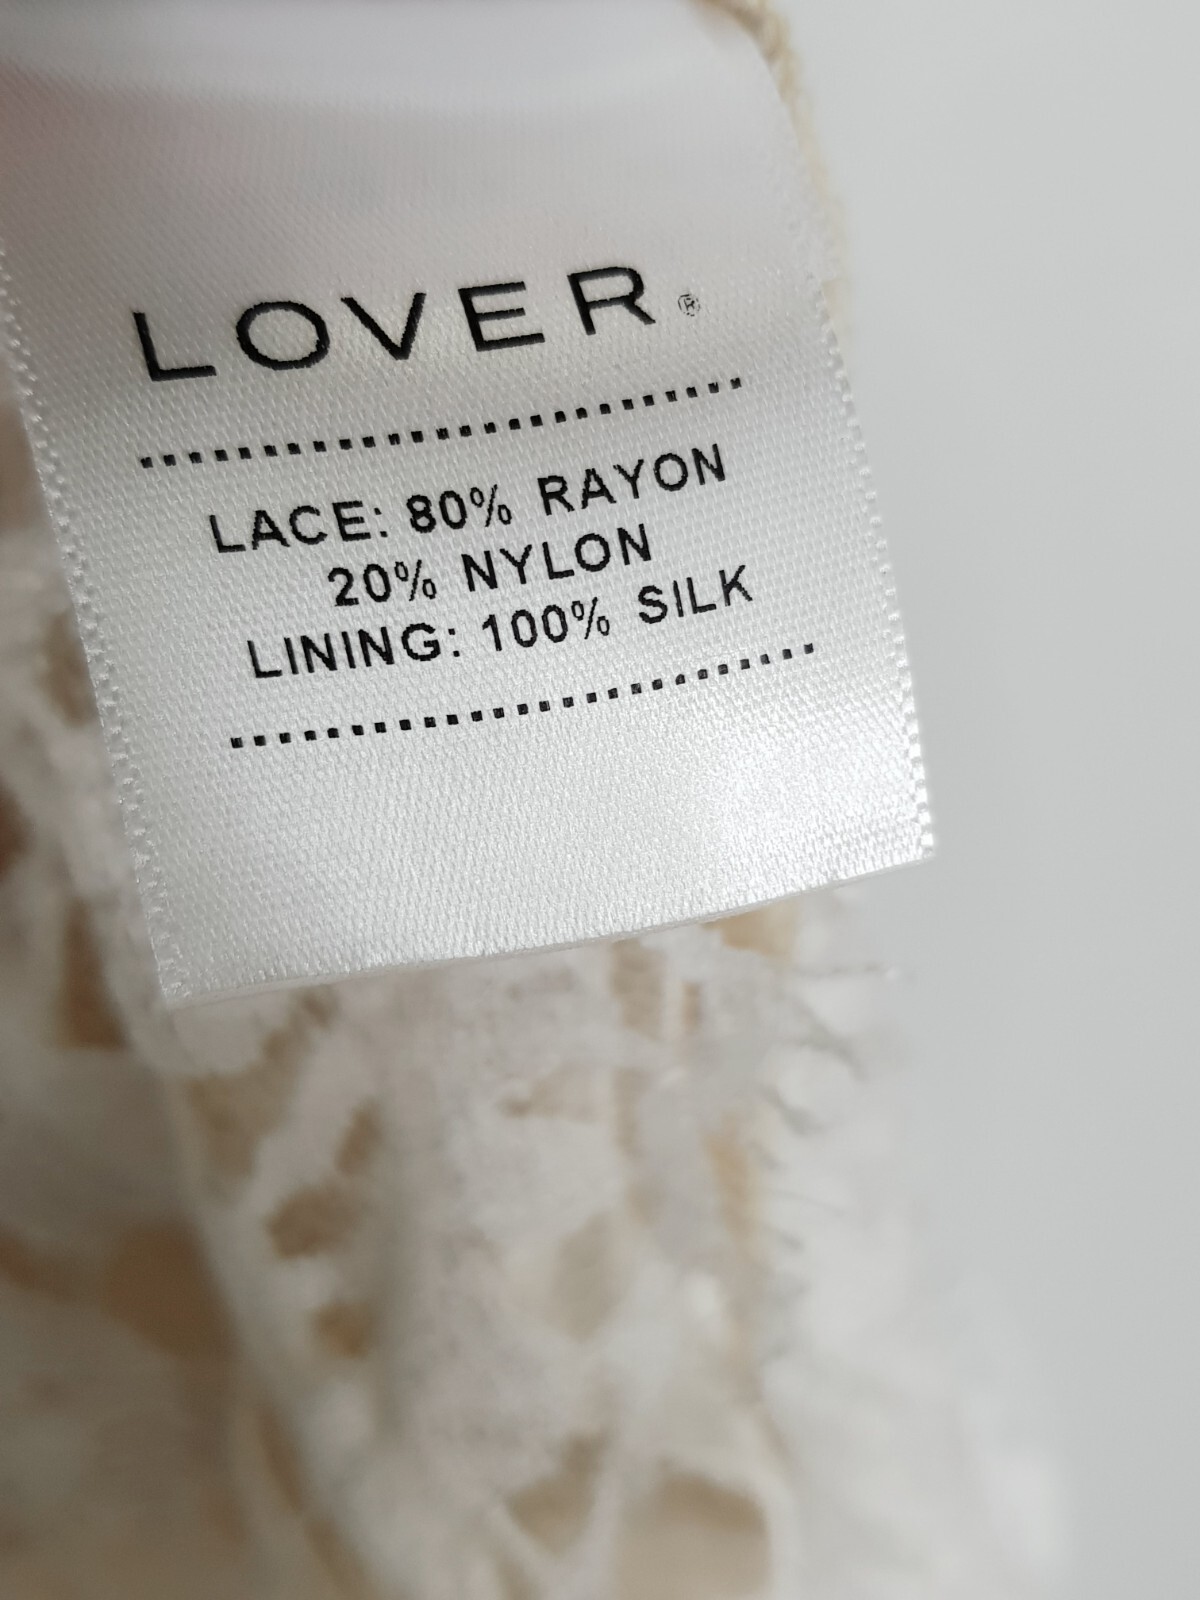 LOVER®
LACE: 80% RAYON
20% NYLON
LINING: 100% SILK